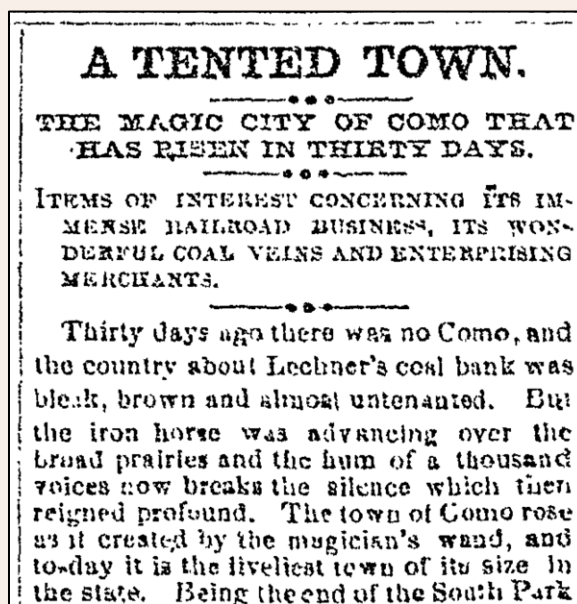 A TENTED TOWN.
THE MAGIC CITY OF COMO THAT
HAS RISEN IN THIRTY DAYS.
ITEMS OF INTEREST CONCERNING ITS IM-
MENSE RAILROAD BUSINESS, ITS WON-
DERFUL COAL VEINS AND ENTERPRISING
MERCHANTS.
Thirty days ago there was no Como, and
the country about Lechner's coal bank was
bleak, brown and almost untenanted. But
the iron horse was advancing over the
broad prairies and the hum of a thousand
voices now breaks the silence which then
reigned profound. The town of Como rose
as if created by the magician's wand, and
to-day it is the liveliest town of its size in
the state. Being the end of the South Park